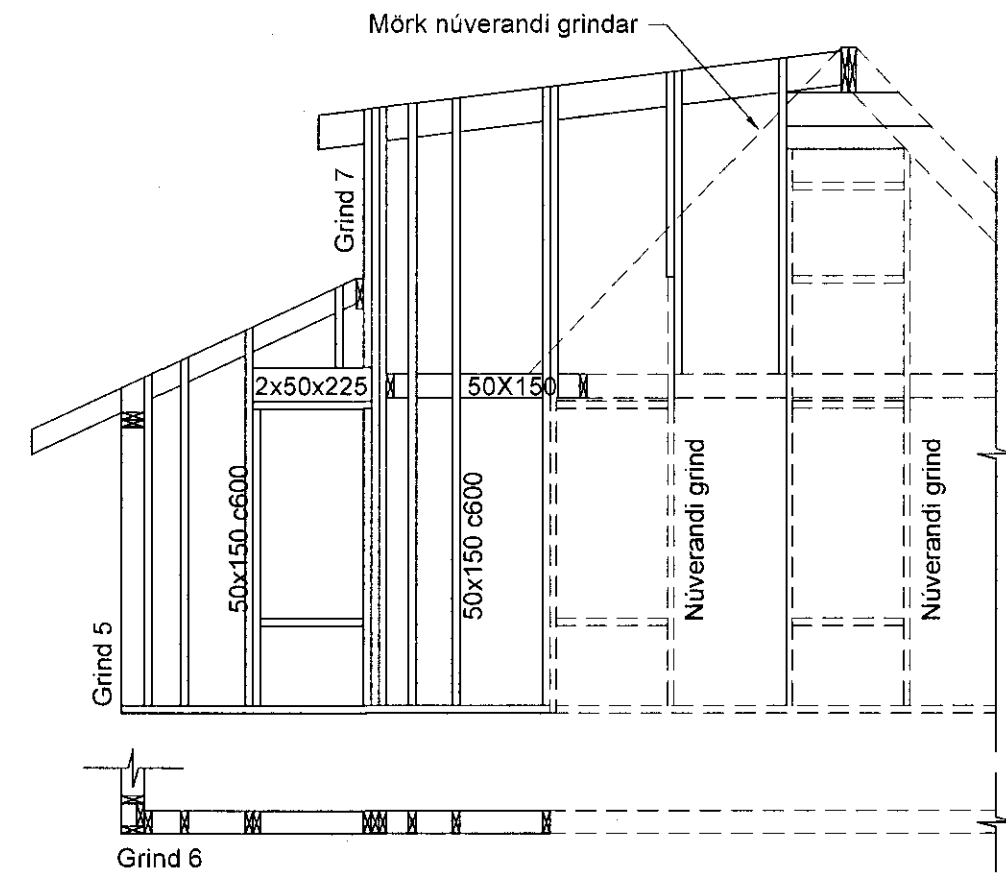 Mörk núverandi grindar
Grind 7
2x50x225
50X150
50x150 c600
50x150 c600
Núverandi grind
Núverandi grind
Grind 5
Grind 6